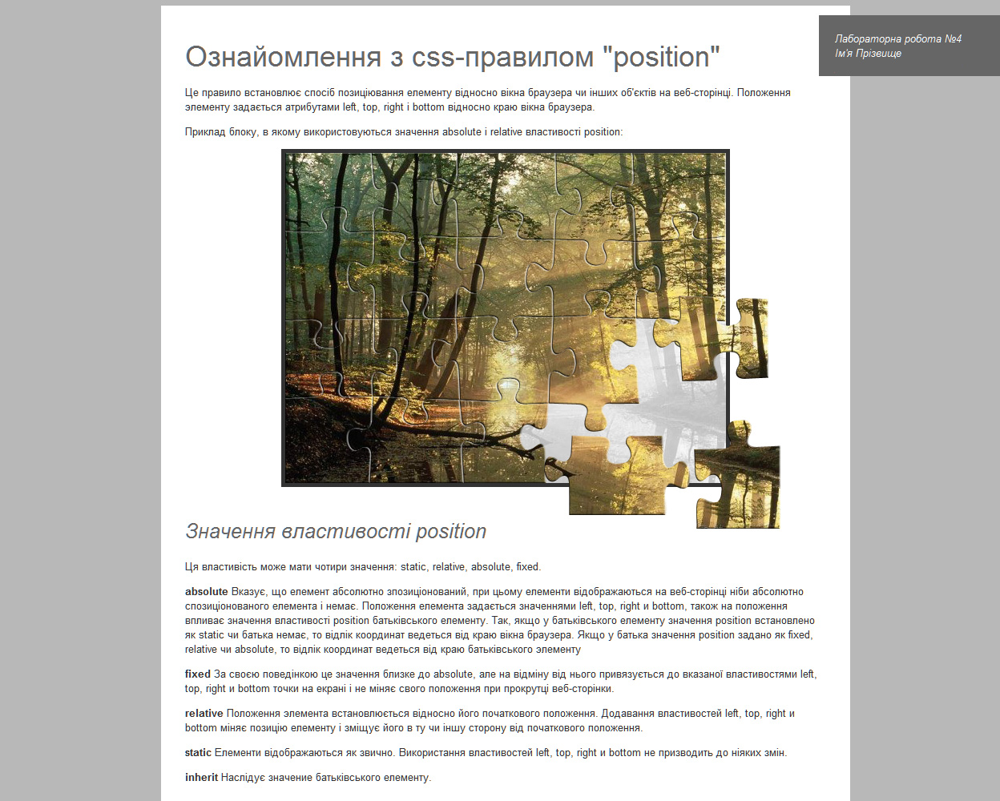 Лабораторна робота №4
Ім'я Прізвище
Ознайомлення з css-правилом "position"
Це правило встановлює спосіб позиціювання елементу відносно вікна браузера чи інших об'єктів на веб-сторінці. Положення
елементу задається атрибутами left, top, right і bottom відносно краю вікна браузера.
Приклад блоку, в якому використовуються значення absolute і relative властивості position:
Значення властивості position
Ця властивість може мати чотири значення: static, relative, absolute, fixed.
absolute Вказує, що елемент абсолютно зпозиціонований, при цьому елементи відображаються на веб-сторінці ніби абсолютно
спозиціонованого елемента і немає. Положення елемента задається значеннями left, top, right и bottom, також на положення
впливає значення властивості position батьківського елементу. Так, якщо у батьківського елементу значення position встановлено
як static чи батька немає, то відлік координат ведеться від краю вікна браузера. Якщо у батька значення position задано як fixed,
relative чи absolute, то відлік координат ведеться від краю батьківського элементу
fixed За своєю поведінкою це значення близке до absolute, але на відміну від нього привязується до вказаної властивостями left,
top, right и bottom точки на екрані і не міняє свого положення при прокрутці веб-сторінки.
relative Положення элемента встановлюється відносно його початкового положення. Додавання властивостей left, top, right и
bottom міняє позицію елементу і зміщує його в ту чи іншу сторону від початкового положення.
static Елементи відображаються як звично. Використання властивостей left, top, right и bottom не призводить до ніяких змін.
inherit Наслідує значение батьківського елементу.